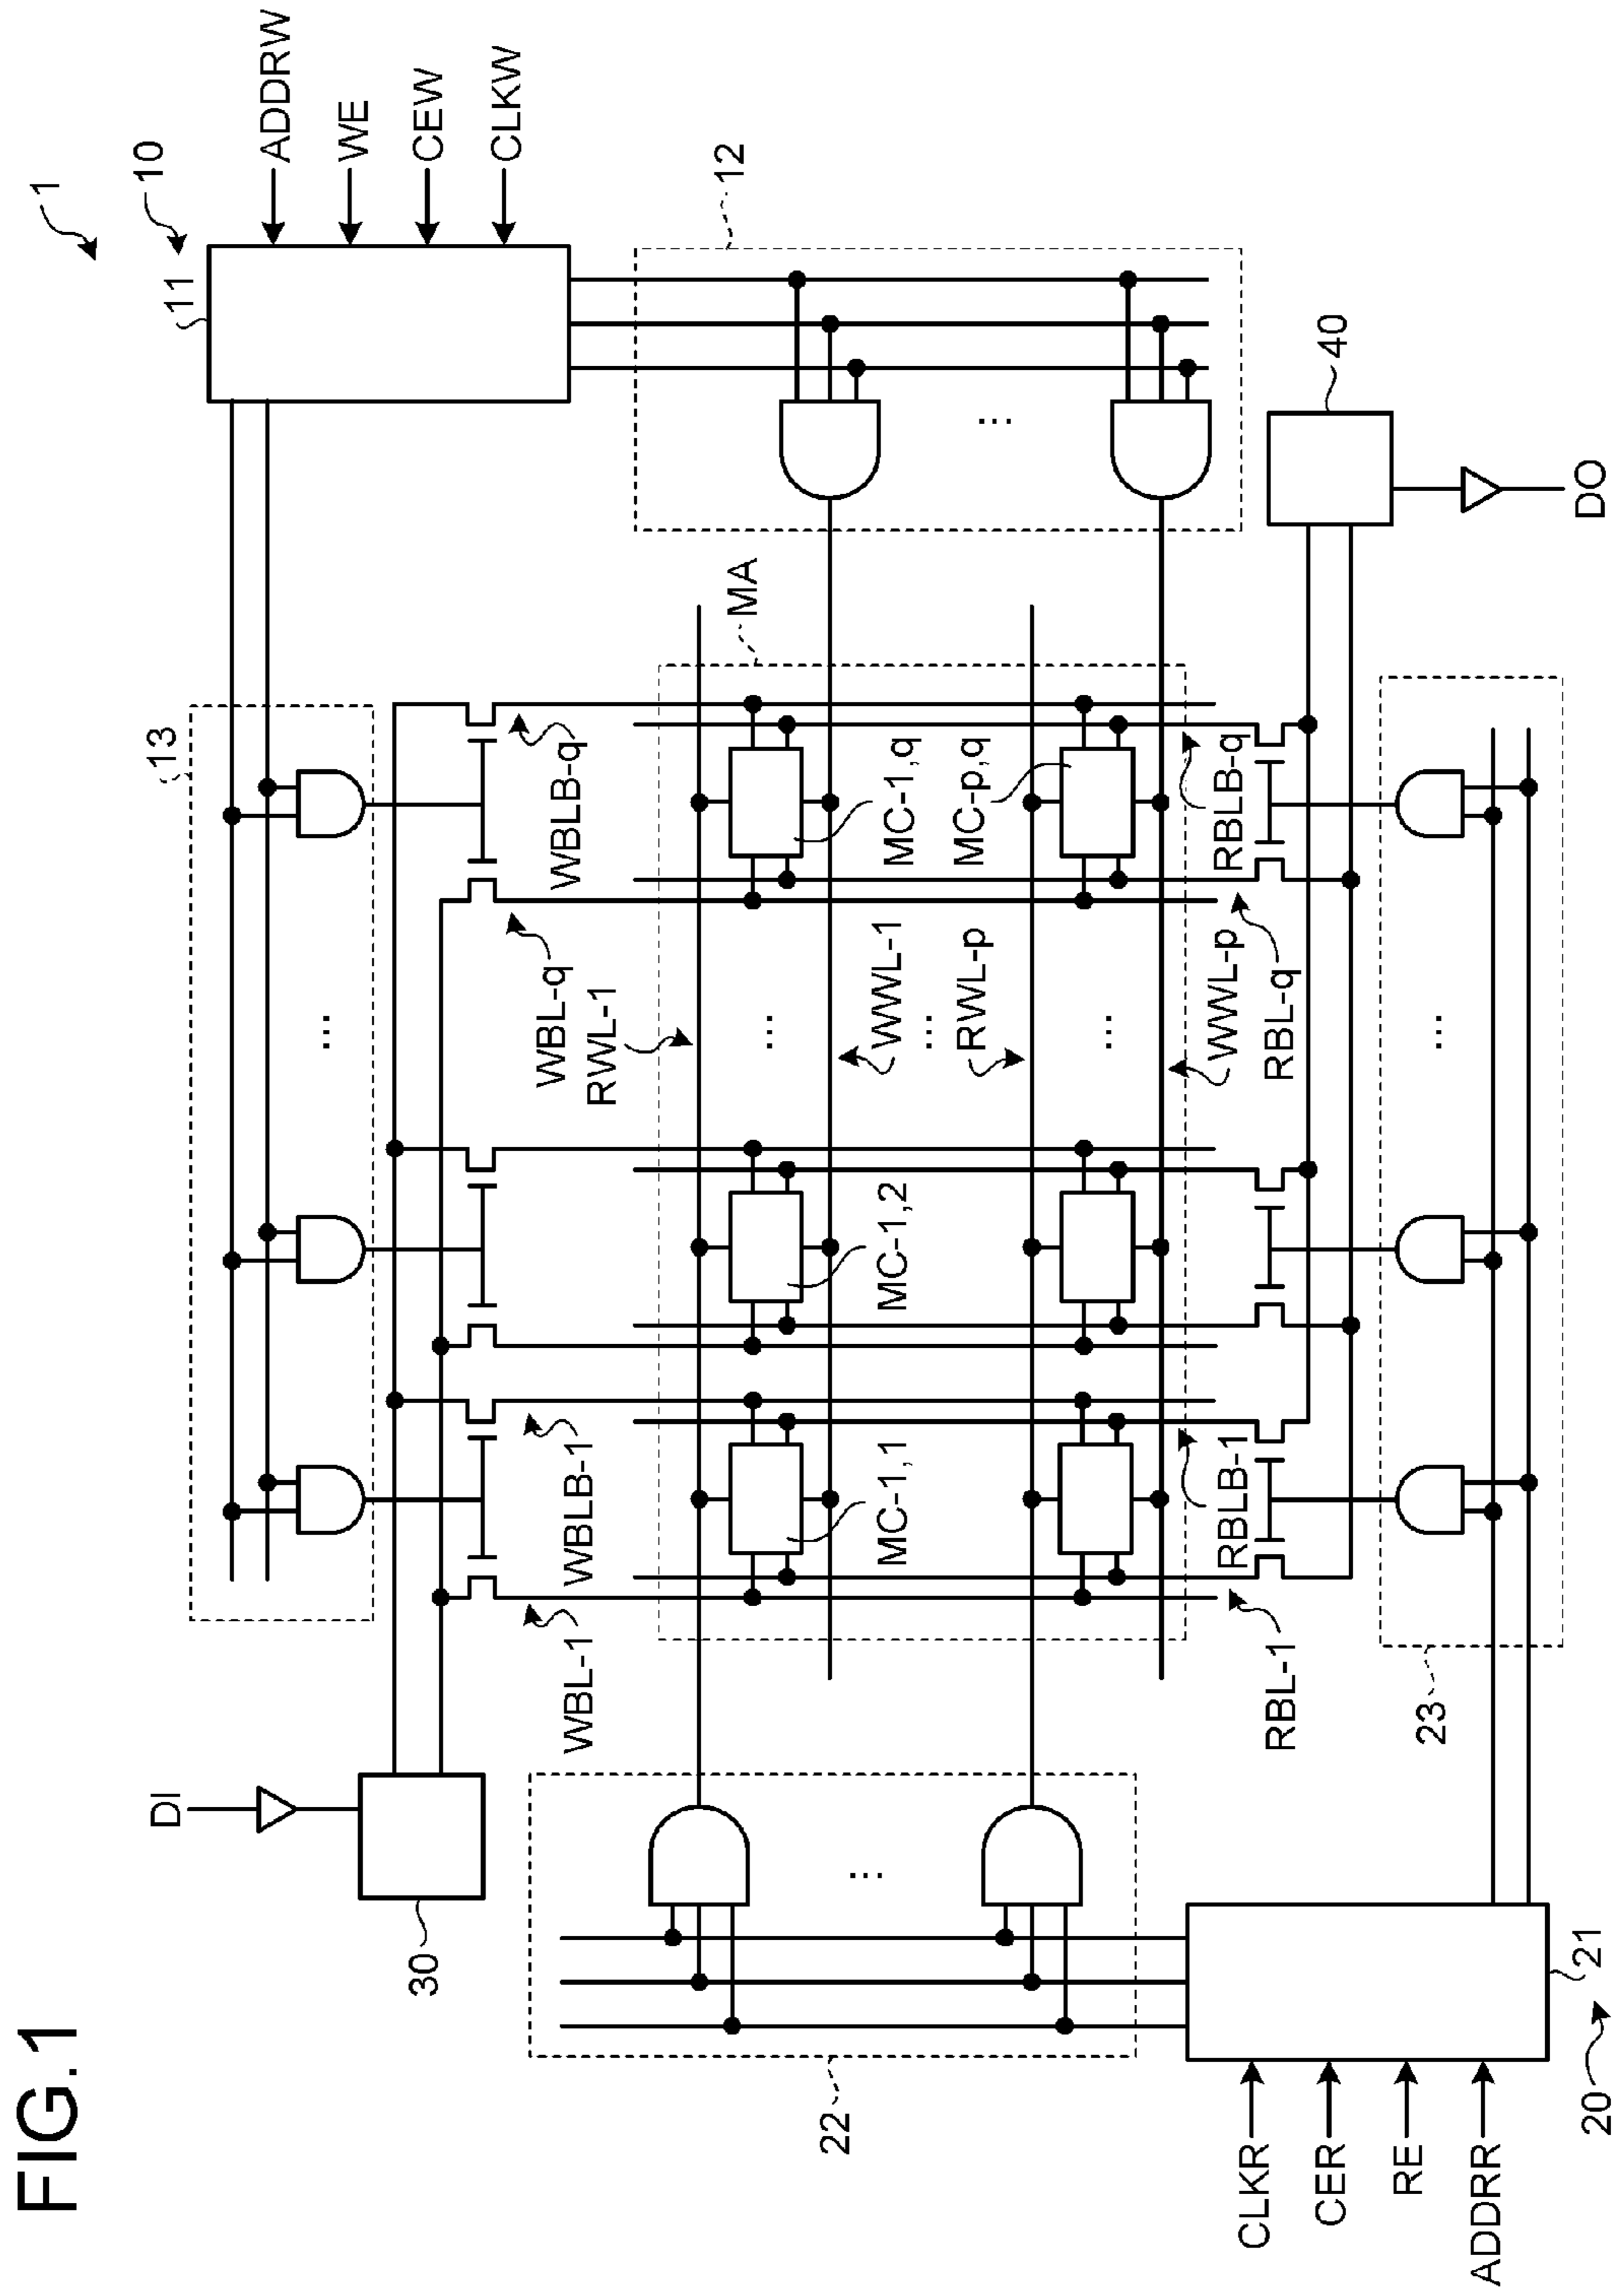 FIG.1
1
10
ADDRW
WE
CEW
CLKW
11
13
...
DI
30
WBL-1
WBLB-1
WBL-q
WBLB-q
RWL-1
MA
12
...
...
22
...
MC-1,1
MC-1,2
WWL-1
MC-1,q
...
RWL-p
MC-p,q
...
WWL-p
RBL-1
RBLB-1
RBL-q
RBLB-q
40
DO
...
23
CLKR
CER
RE
ADDRR
21
20